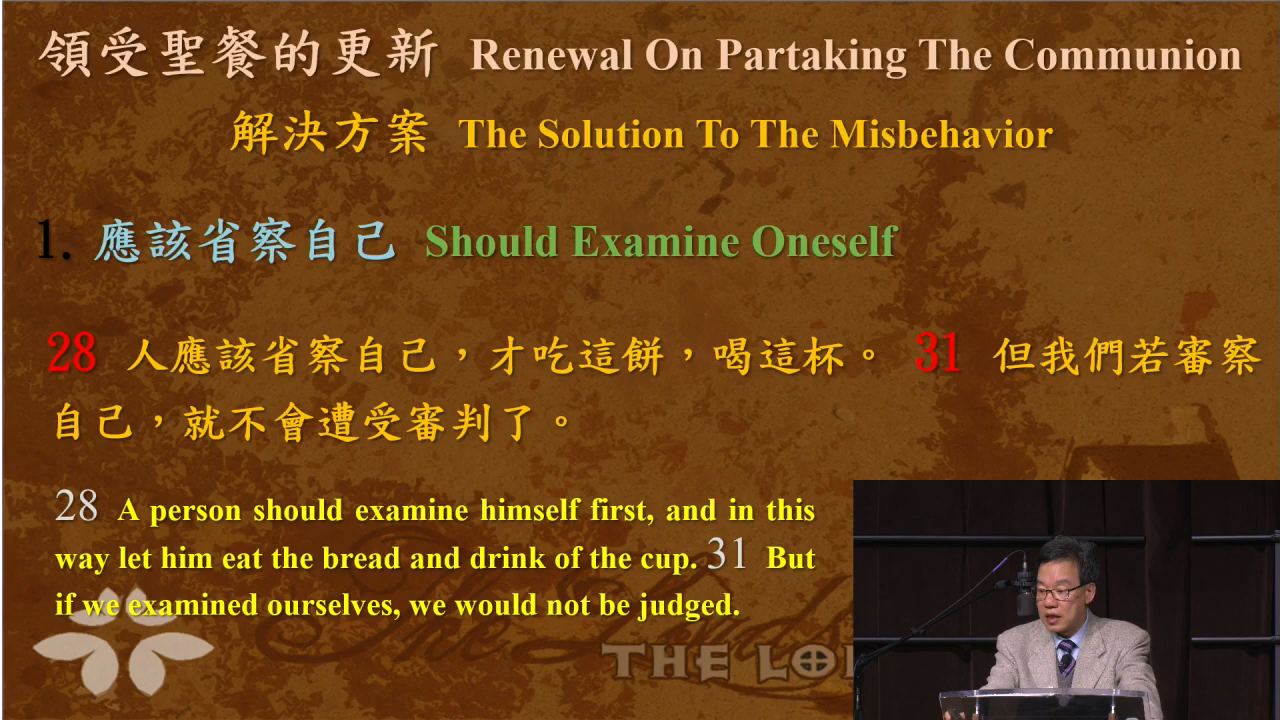 領受聖餐的更新 Renewal On Partaking The Communion
解決方案 The Solution To The Misbehavior
1. 應該省察自己 Should Examine Oneself
28 人應該省察自己，才吃這餅，喝這杯。 31 但我們若審察
自己，就不會遭受審判了。
28 A person should examine himself first, and in this
way let him eat the bread and drink of the cup. 31 But
if we examined ourselves, we would not be judged.
The Lord's
THE LO